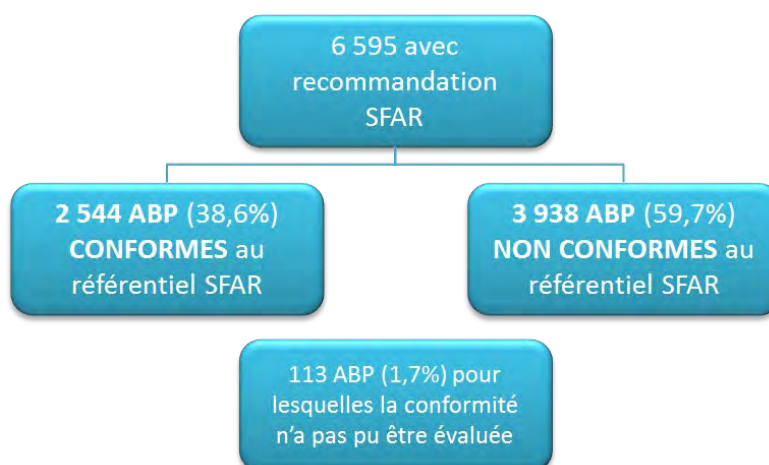 6 595 avec
recommandation
SFAR
2 544 ABP (38,6%)
CONFORMES au
référentiel SFAR
3 938 ABP (59,7%)
NON CONFORMES au
référentiel SFAR
113 ABP (1,7%) pour
lesquelles la conformité
n'a pas pu être évaluée